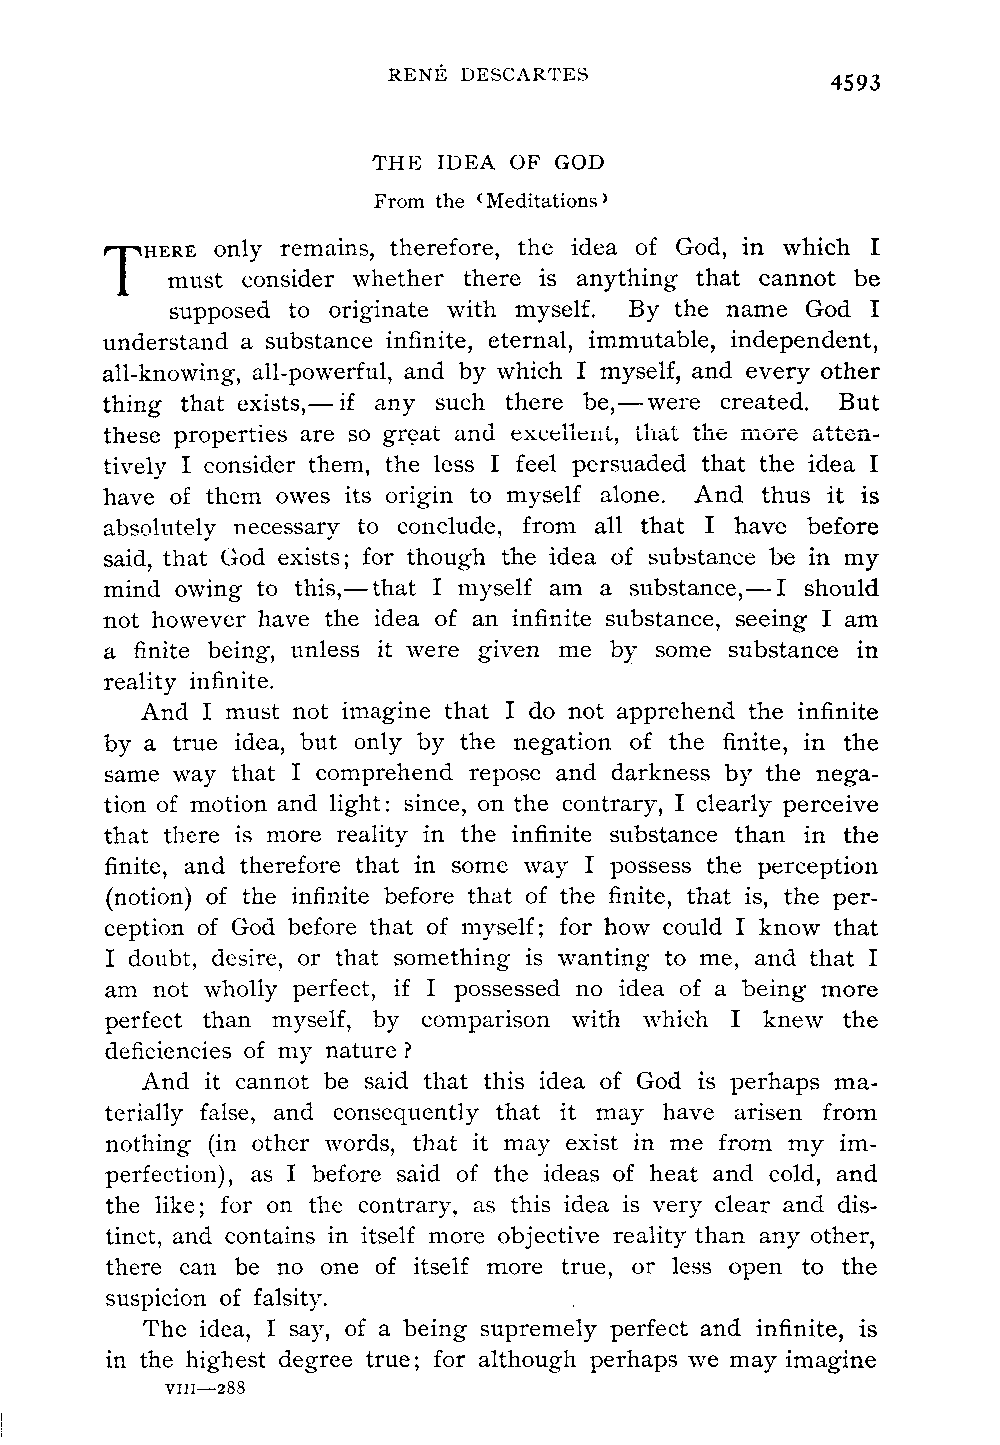 RENÉ DESCARTES
4593
THE IDEA OF GOD
From the ‹Meditations›
THERE only remains, therefore, the idea of God, in which I
must consider whether there is anything that cannot be
supposed to originate with myself. By the name God I
understand a substance infinite, eternal, immutable, independent,
all-knowing, all-powerful, and by which I myself, and every other
thing that exists,—if any such there be,—were created. But
these properties are so great and excellent, that the more atten-
tively I consider them, the less I feel persuaded that the idea I
have of them owes its origin to myself alone. And thus it is
absolutely necessary to conclude, from all that I have before
said, that God exists; for though the idea of substance be in my
mind owing to this,—that I myself am a substance,—I should
not however have the idea of an infinite substance, seeing I am
a finite being, unless it were given me by some substance in
reality infinite.
And I must not imagine that I do not apprehend the infinite
by a true idea, but only by the negation of the finite, in the
same way that I comprehend repose and darkness by the nega-
tion of motion and light: since, on the contrary, I clearly perceive
that there is more reality in the infinite substance than in the
finite, and therefore that in some way I possess the perception
(notion) of the infinite before that of the finite, that is, the per-
ception of God before that of myself; for how could I know that
I doubt, desire, or that something is wanting to me, and that I
am not wholly perfect, if I possessed no idea of a being more
perfect than myself, by comparison with which I knew the
deficiencies of my nature?
And it cannot be said that this idea of God is perhaps ma-
terially false, and consequently that it may have arisen from
nothing (in other words, that it may exist in me from my im-
perfection), as I before said of the ideas of heat and cold, and
the like; for on the contrary, as this idea is very clear and dis-
tinct, and contains in itself more objective reality than any other,
there can be no one of itself more true, or less open to the
suspicion of falsity.
The idea, I say, of a being supremely perfect and infinite, is
in the highest degree true; for although perhaps we may imagine
VIII—288